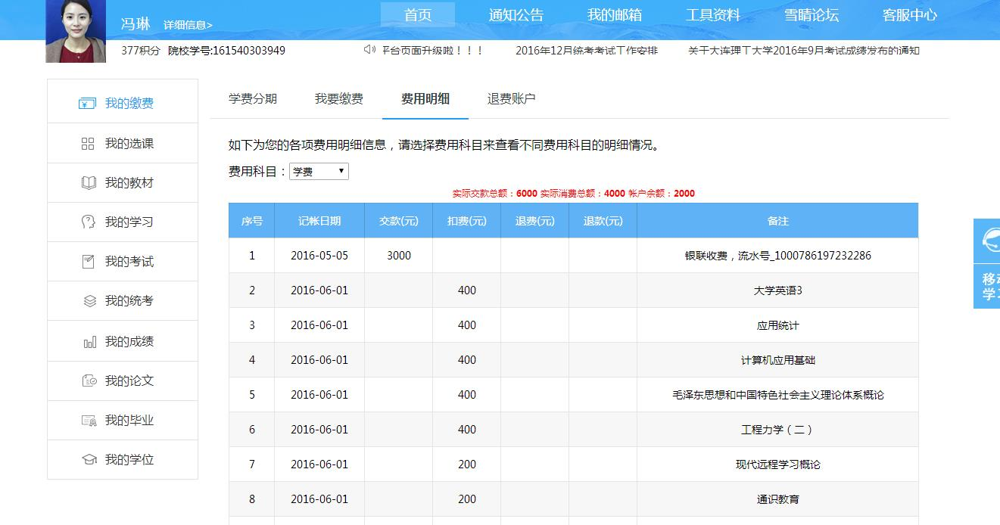 首页 通知公告 我的邮箱 工具资料 雪晴论坛 客服中心
冯琳 详细信息>
377积分 院校学号:161540303949
平台页面升级啦！！！ 2016年12月统考考试工作安排 关于大连理工大学2016年9月考试成绩发布的通知
我的缴费
我的选课
我的教材
我的学习
我的考试
我的统考
我的成绩
我的论文
我的毕业
我的学位
学费分期 我要缴费 费用明细 退费账户
如下为您的各项费用明细信息，请选择费用科目来查看不同费用科目的明细情况。
费用科目：学费
实际交款总额：6000 实际消费总额：4000 帐户余额：2000
序号 记帐日期 交款(元) 扣费(元) 退费(元) 退款(元) 备注
1 2016-05-05 3000 银联收费，流水号_1000786197232286
2 2016-06-01 400 大学英语3
3 2016-06-01 400 应用统计
4 2016-06-01 400 计算机应用基础
5 2016-06-01 400 毛泽东思想和中国特色社会主义理论体系概论
6 2016-06-01 400 工程力学（二）
7 2016-06-01 200 现代远程学习概论
8 2016-06-01 200 通识教育
移
学